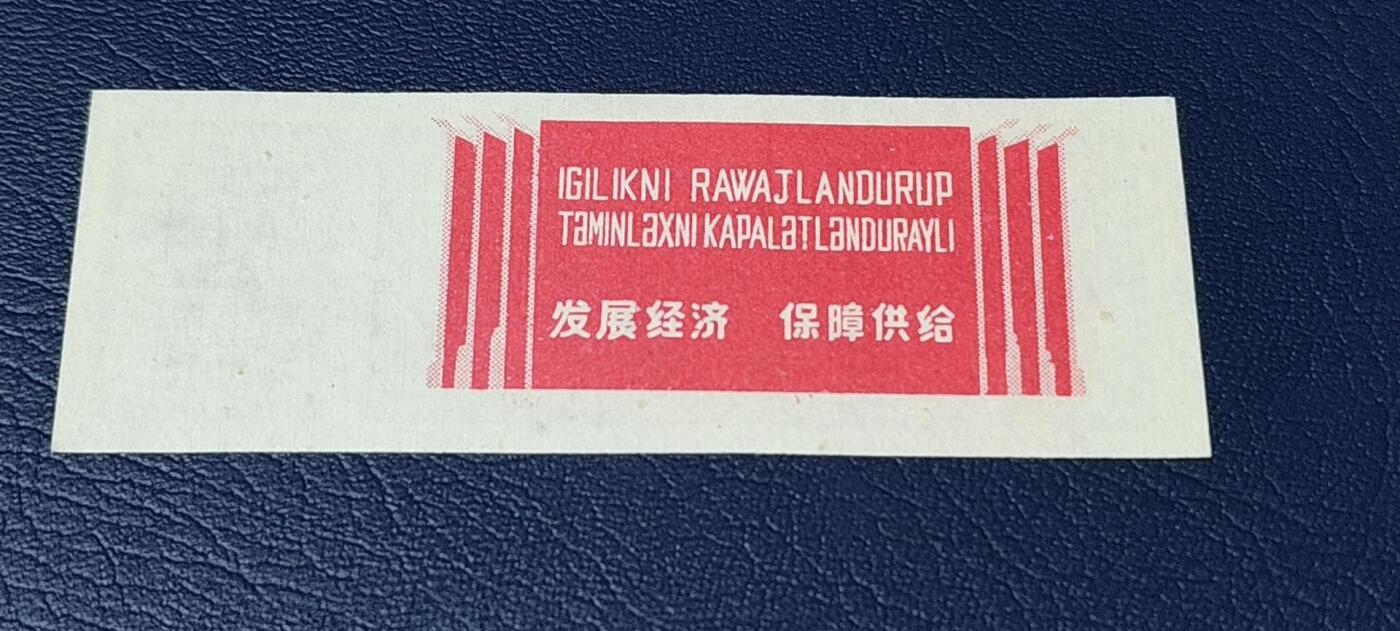 IGILIKNI RAWAJLANDURUP
TƏMINLƏXNI KAPALƏTLƏNDURAYLI
发展经济 保障供给